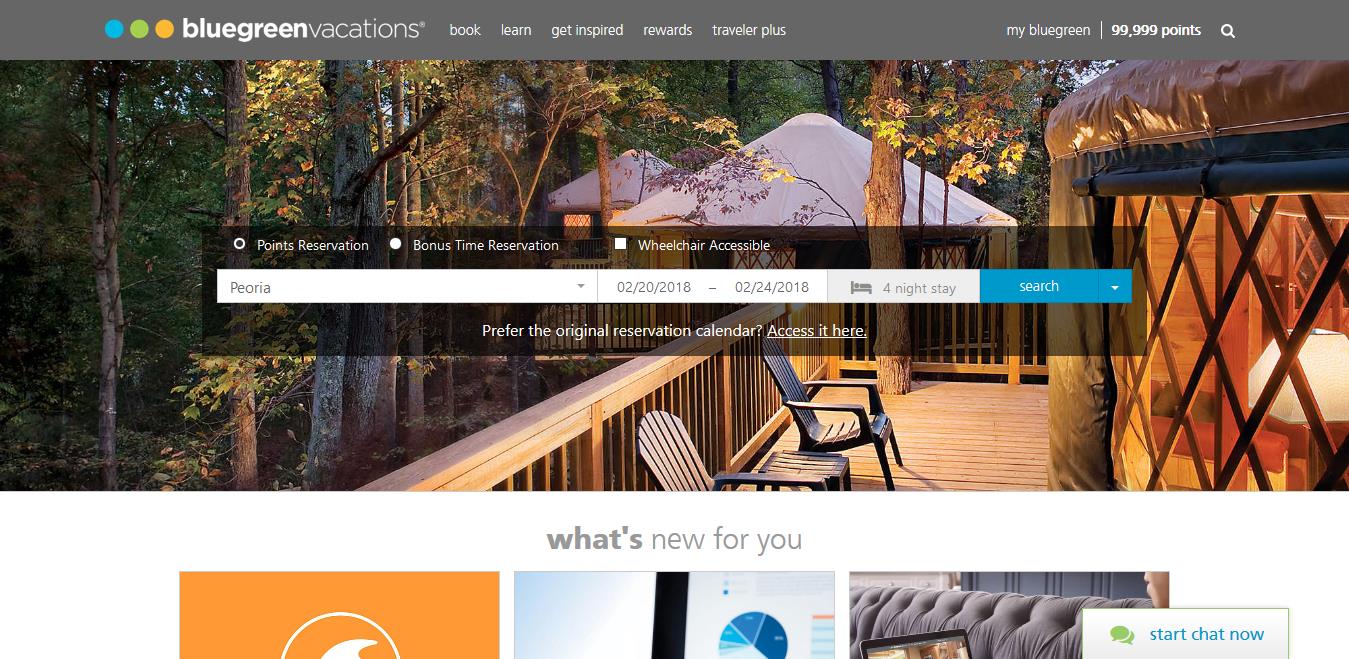 bluegreenvacations® book learn get inspired rewards traveler plus my bluegreen 99,999 points
Points Reservation Bonus Time Reservation Wheelchair Accessible
Peoria 02/20/2018 – 02/24/2018 4 night stay search
Prefer the original reservation calendar? Access it here.
what's new for you
start chat now